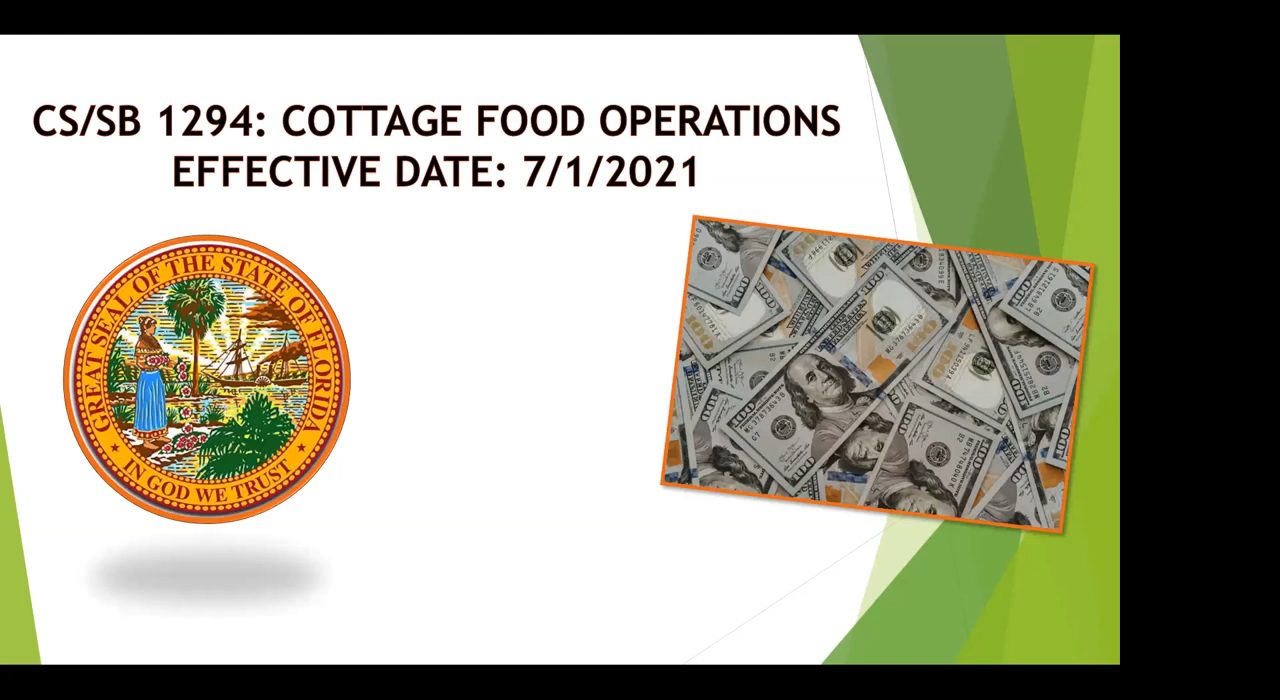 CS/SB 1294: COTTAGE FOOD OPERATIONS
EFFECTIVE DATE: 7/1/2021
GREAT SEAL OF THE STATE OF FLORIDA
IN GOD WE TRUST
100